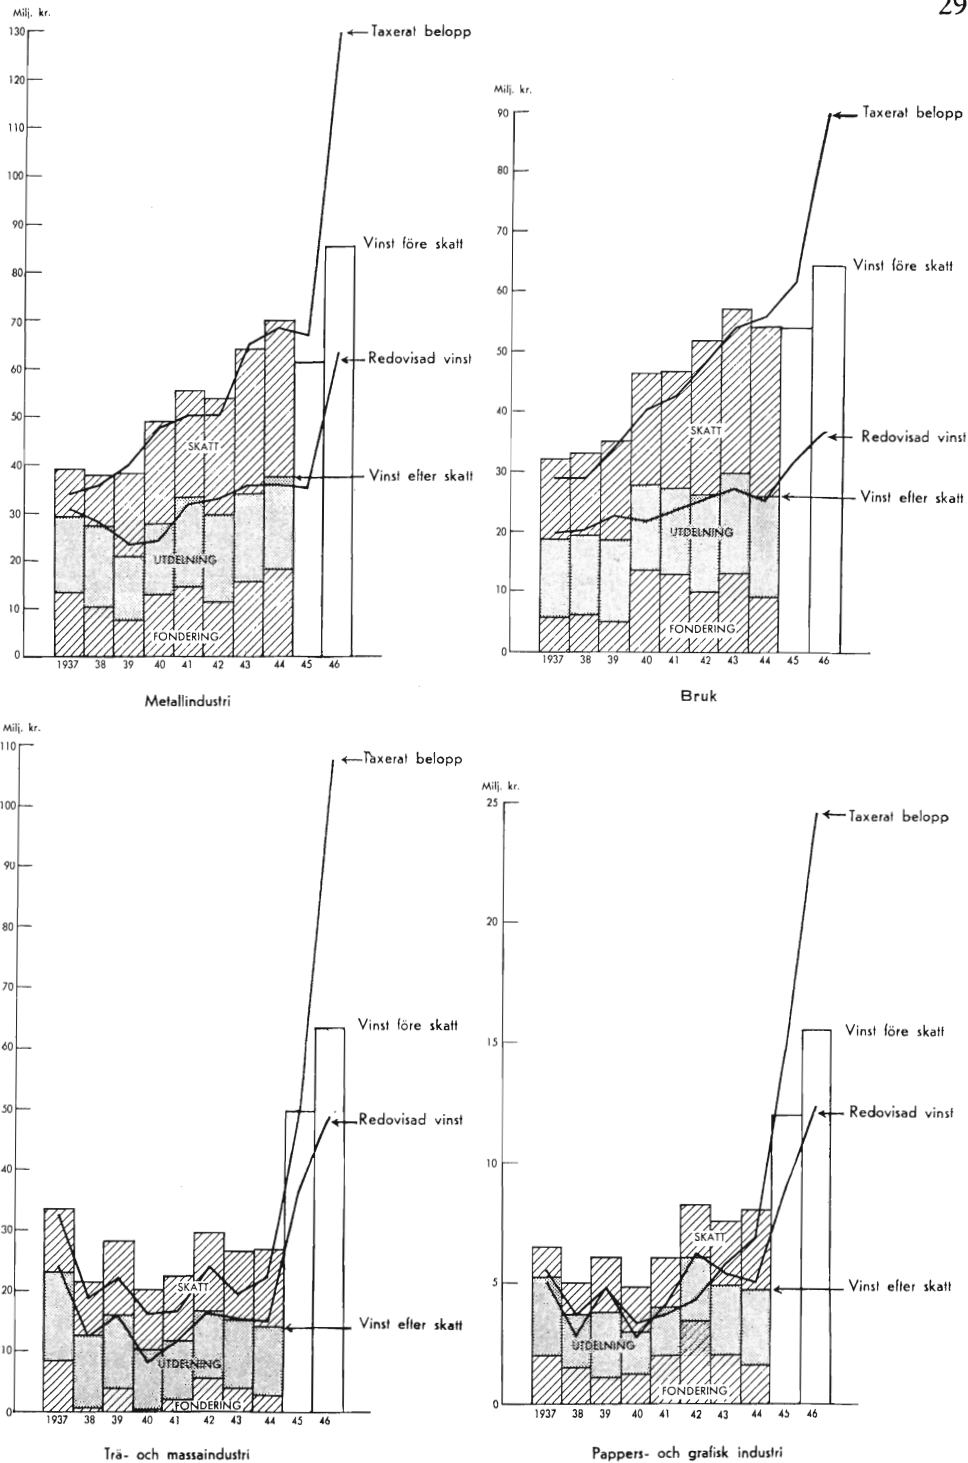 29
Milj. kr.
130
Taxerat belopp
120
110
100
90
Vinst före skatt
80
70
60
Redovisad vinst
50
SKATT
Vinst efter skatt
40
30
20
UTDELNING
10
FONDERING
0
1937 38 39 40 41 42 43 44 45 46
Metallindustri
Milj. kr.
90
Taxerat belopp
80
70
Vinst före skatt
60
50
40
SKATT
Redovisad vinst
30
Vinst efter skatt
20
UTDELNING
10
FONDERING
0
1937 38 39 40 41 42 43 44 45 46
Bruk
Milj. kr.
110
Taxerat belopp
100
90
80
70
Vinst före skatt
60
50
Redovisad vinst
40
30
20
SKATT
Vinst efter skatt
10
UTDELNING
FONDERING
0
1937 38 39 40 41 42 43 44 45 46
Trä- och massaindustri
Milj. kr.
25
Taxerat belopp
20
15
Vinst före skatt
Redovisad vinst
10
SKATT
5
Vinst efter skatt
UTDELNING
FONDERING
0
1937 38 39 40 41 42 43 44 45 46
Pappers- och grafisk industri